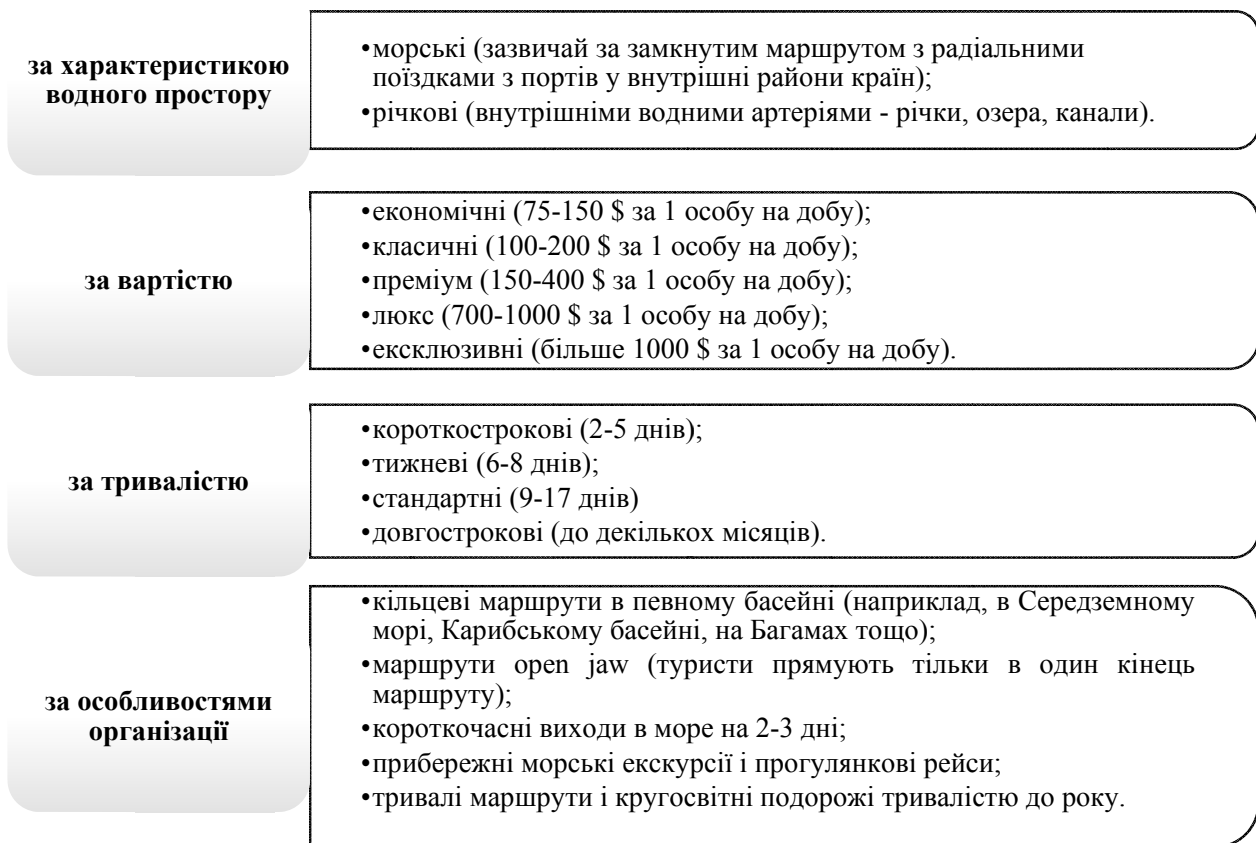 за характеристикою
водного простору
•морські (зазвичай за замкнутим маршрутом з радіальними
поїздками з портів у внутрішні райони країн);
•річкові (внутрішніми водними артеріями - річки, озера, канали).
за вартістю
•економічні (75-150 $ за 1 особу на добу);
•класичні (100-200 $ за 1 особу на добу);
•преміум (150-400 $ за 1 особу на добу);
•люкс (700-1000 $ за 1 особу на добу);
•ексклюзивні (більше 1000 $ за 1 особу на добу).
за тривалістю
•короткострокові (2-5 днів);
•тижневі (6-8 днів);
•стандартні (9-17 днів)
•довгострокові (до декількох місяців).
за особливостями
організації
•кільцеві маршрути в певному басейні (наприклад, в Середземному
морі, Карибському басейні, на Багамах тощо);
•маршрути open jaw (туристи прямують тільки в один кінець
маршруту);
•короткочасні виходи в море на 2-3 дні;
•прибережні морські екскурсії і прогулянкові рейси;
•тривалі маршрути і кругосвітні подорожі тривалістю до року.